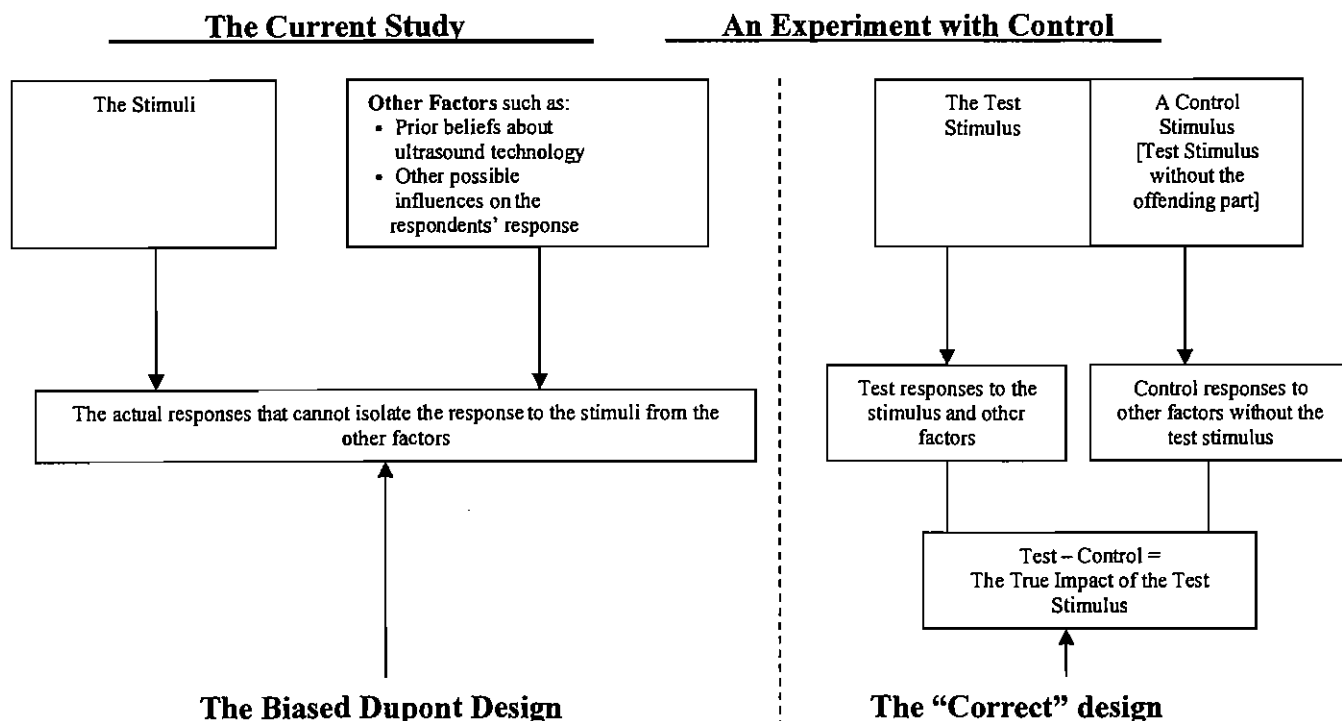 The Current Study
An Experiment with Control
The Stimuli
Other Factors such as:
• Prior beliefs about
ultrasound technology
• Other possible
influences on the
respondents' response
The Test
Stimulus
A Control
Stimulus
[Test Stimulus
without the
offending part]
The actual responses that cannot isolate the response to the stimuli from the
other factors
Test responses to the
stimulus and other
factors
Control responses to
other factors without the
test stimulus
Test – Control =
The True Impact of the Test
Stimulus
The Biased Dupont Design
The "Correct" design